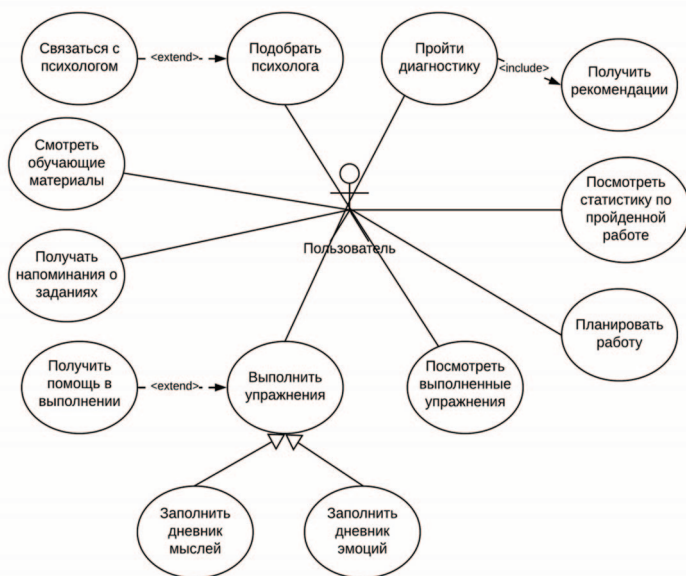 Связаться с
психологом
<extend>
Подобрать
психолога
Пройти
диагностику
<include>
Получить
рекомендации
Смотреть
обучающие
материалы
Посмотреть
статистику по
пройденной
работе
Пользователь
Получать
напоминания о
заданиях
Планировать
работу
Получить
помощь в
выполнении
<extend>
Выполнить
упражнения
Посмотреть
выполненные
упражнения
Заполнить
дневник
мыслей
Заполнить
дневник
эмоций